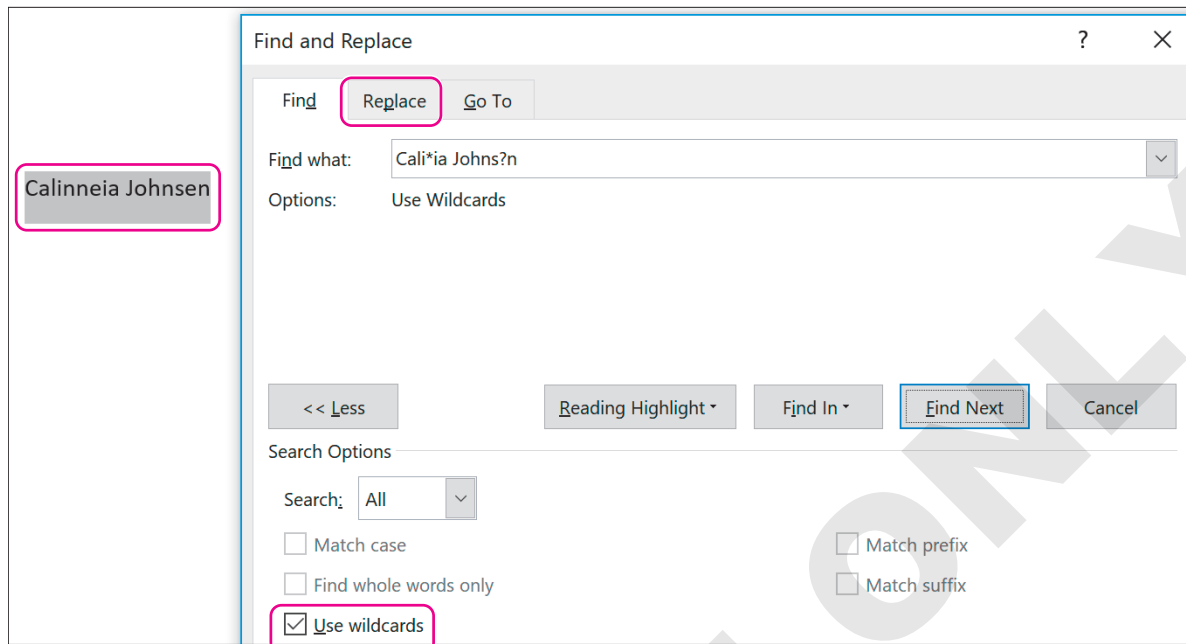 Find and Replace ?
Find Replace Go To
Find what: Cali*ia Johns?n
Calinneia Johnsen
Options: Use Wildcards
<< Less Reading Highlight Find In Find Next Cancel
Search Options
Search: All
Match case Match prefix
Find whole words only Match suffix
Use wildcards
ONLY